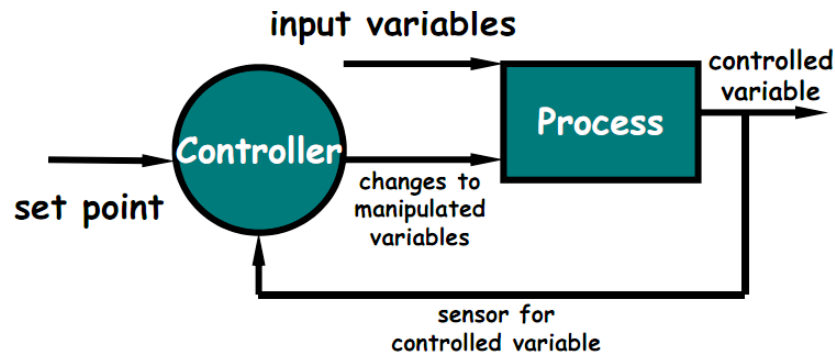 input variables
controlled
variable
Process
Controller
set point
changes to
manipulated
variables
sensor for
controlled variable